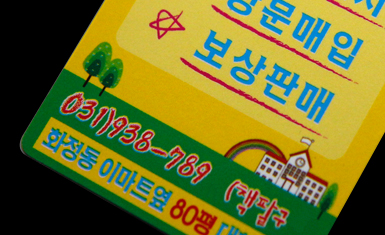 방문매입
보상판매
031)938-789
화정동 이마트옆 80평